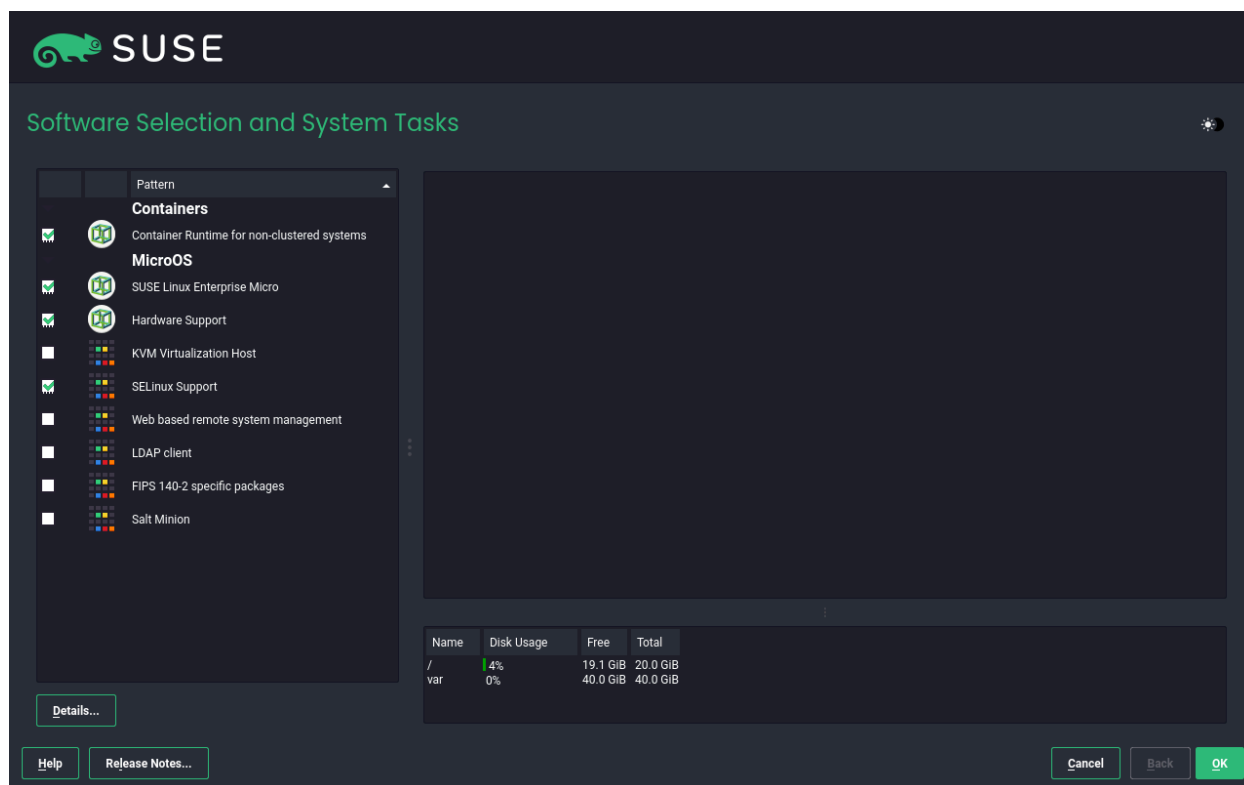 SUSE
Software Selection and System Tasks
Pattern
Containers
Container Runtime for non-clustered systems
MicroOS
SUSE Linux Enterprise Micro
Hardware Support
KVM Virtualization Host
SELinux Support
Web based remote system management
LDAP client
FIPS 140-2 specific packages
Salt Minion
Name Disk Usage Free Total
/ 4% 19.1 GiB 20.0 GiB
var 0% 40.0 GiB 40.0 GiB
Details...
Help Release Notes... Cancel Back OK